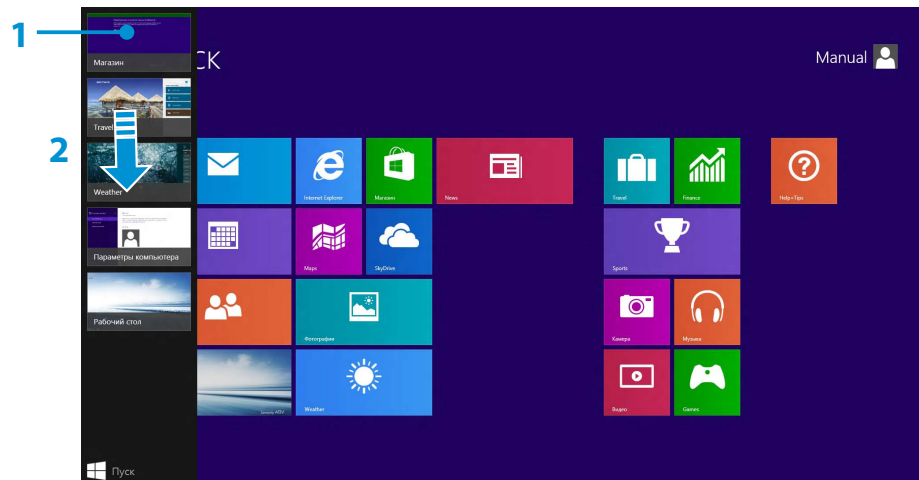 1
Магазин
СК
Manual
Travel
2
Weather
Internet Explorer
Магазин
News
Travel
Finance
Help+Tips
Параметры компьютера
Maps
SkyDrive
Sports
Рабочий стол
Фотографии
Камера
Музыка
Weather
Видео
Games
Пуск